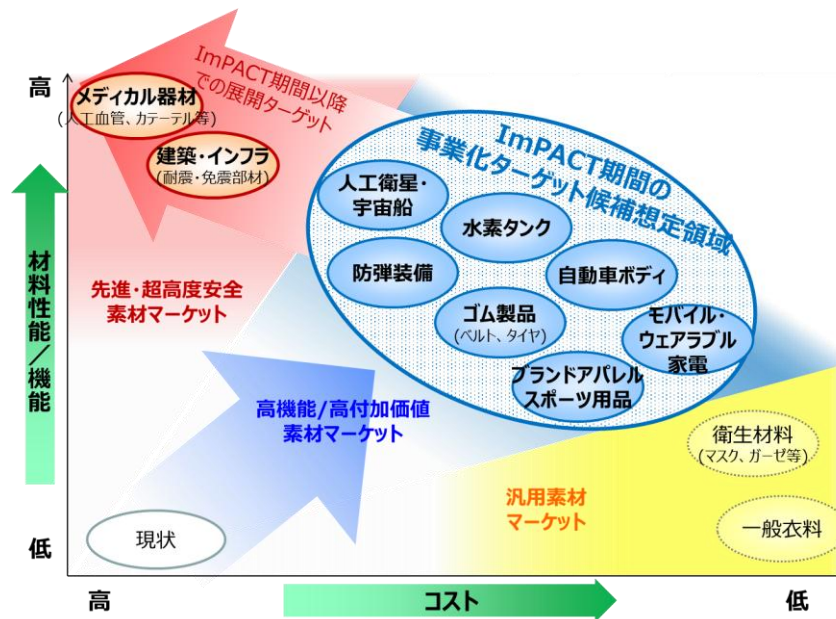 ImPACT期間以降
での展開ターゲット
高
メディカル器材
(人工血管、カテーテル等)
建築・インフラ
(耐震・免震部材)
ImPACT期間の
事業化ターゲット候補想定領域
人工衛星・
宇宙船
水素タンク
防弾装備
自動車ボディ
ゴム製品
(ベルト、タイヤ)
モバイル・
ウェアラブル
家電
ブランドアパレル
スポーツ用品
材料性能／機能
先進・超高度安全
素材マーケット
高機能/高付加価値
素材マーケット
衛生材料
(マスク、ガーゼ等)
汎用素材
マーケット
現状
一般衣料
低
高
コスト
低